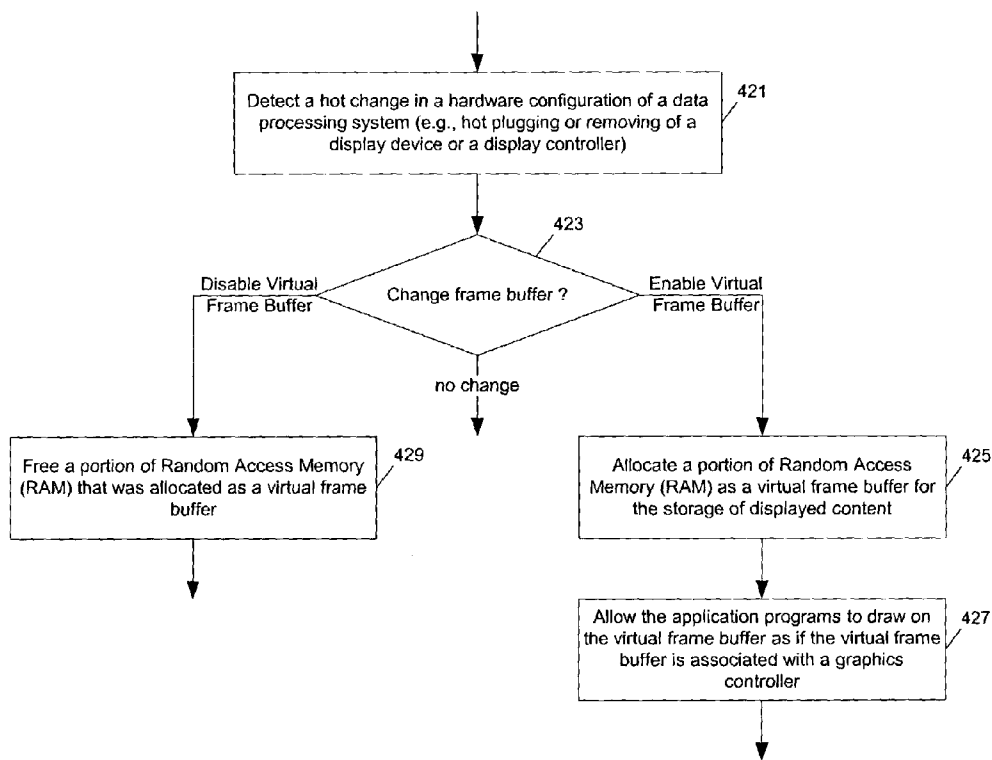 Detect a hot change in a hardware configuration of a data
processing system (e.g., hot plugging or removing of a
display device or a display controller)
421
423
Change frame buffer ?
Disable Virtual
Frame Buffer
Enable Virtual
Frame Buffer
no change
Free a portion of Random Access Memory
(RAM) that was allocated as a virtual frame
buffer
429
Allocate a portion of Random Access
Memory (RAM) as a virtual frame buffer for
the storage of displayed content
425
Allow the application programs to draw on
the virtual frame buffer as if the virtual frame
buffer is associated with a graphics
controller
427